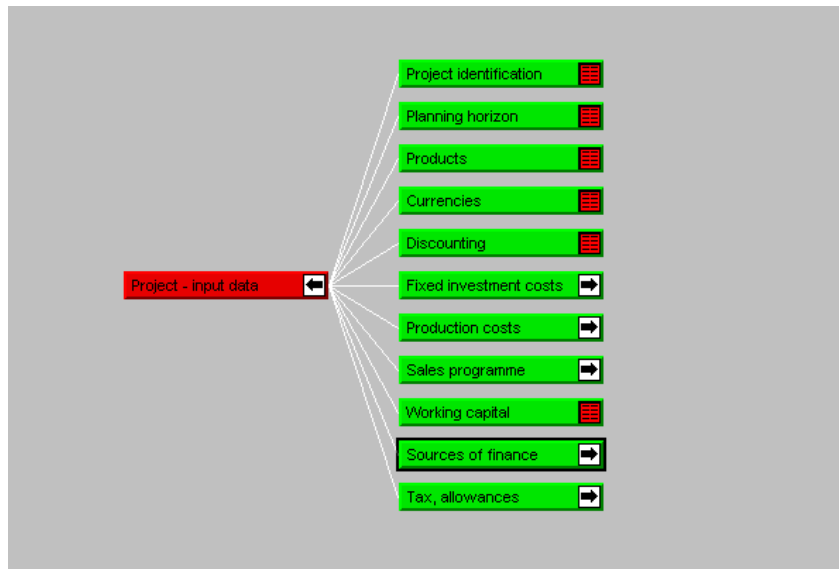 Project identification
Planning horizon
Products
Currencies
Discounting
Project - input data
Fixed investment costs
Production costs
Sales programme
Working capital
Sources of finance
Tax, allowances